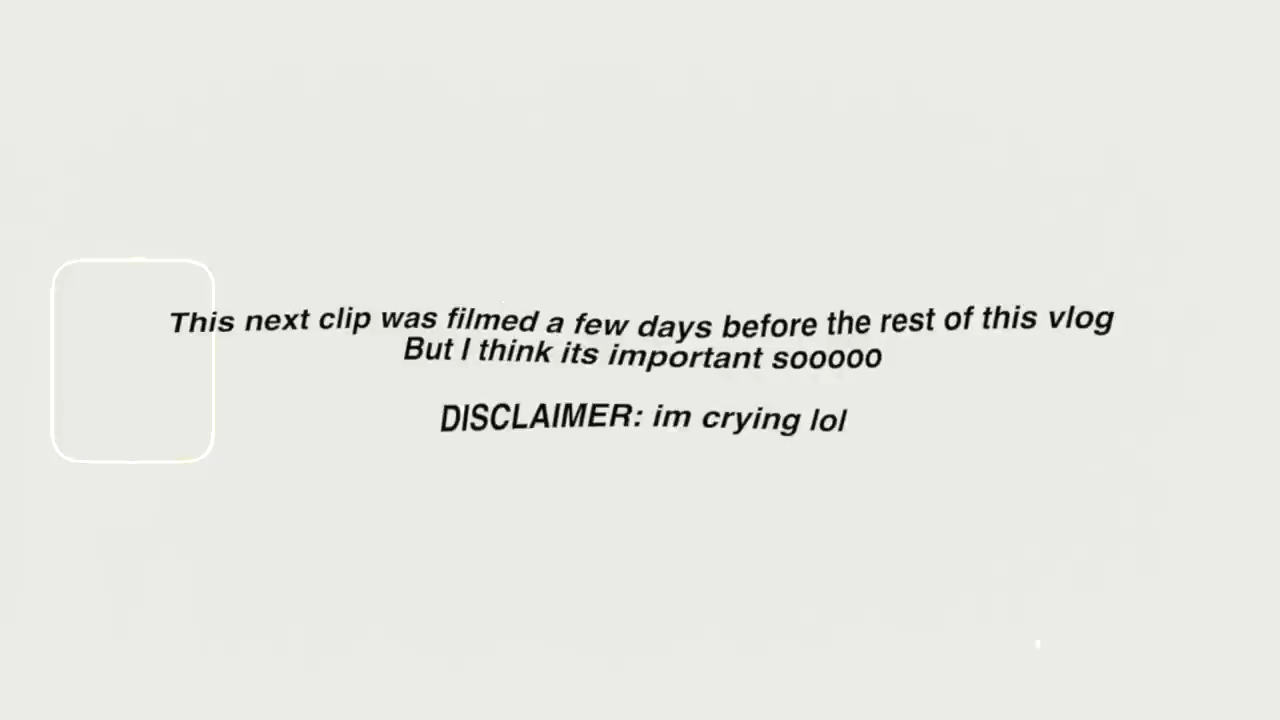 This next clip was filmed a few days before the rest of this vlog
But I think its important sooooo
DISCLAIMER: im crying lol